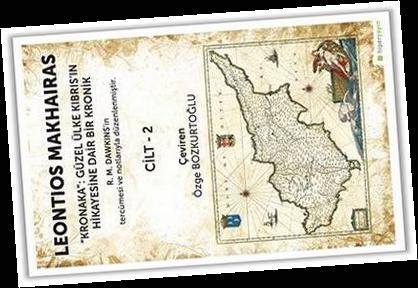 LEONTIOS MAKHAIRAS
"KRONAKA": GÜZEL ÜLKE KIBRIS'IN
HİKAYESİNE DAİR BİR KRONİK
R. M. DAWKINS'in
tercümesi ve notlarıyla düzenlenmiştir.
CİLT - 2
Çeviren
Özge BOZKURTOĞLU
hiperyayın